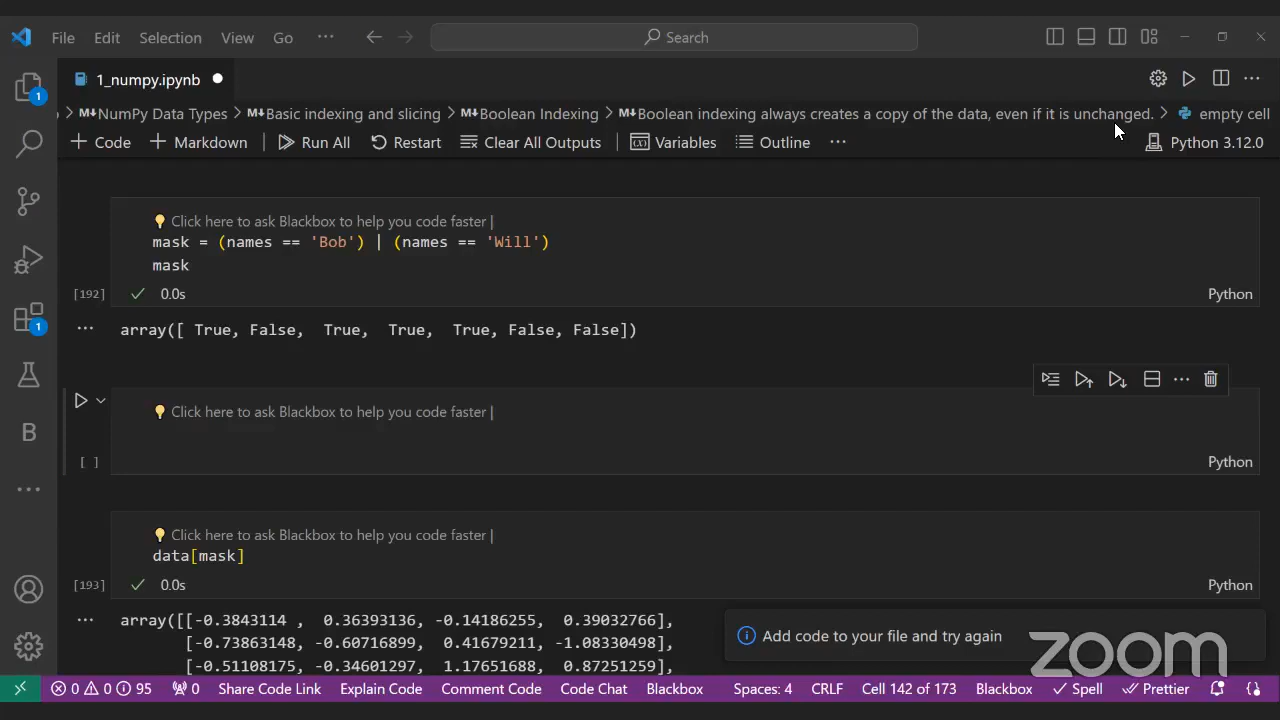 File Edit Selection View Go ··· Search
1_numpy.ipynb
NumPy Data Types > Basic indexing and slicing > Boolean Indexing > Boolean indexing always creates a copy of the data, even if it is unchanged. > empty cell
+ Code + Markdown Run All Restart Clear All Outputs Variables Outline ··· Python 3.12.0
Click here to ask Blackbox to help you code faster |
mask = (names == 'Bob') | (names == 'Will')
mask
[192] 0.0s Python
array([ True, False,  True,  True,  True, False, False])
Click here to ask Blackbox to help you code faster |
[ ] Python
Click here to ask Blackbox to help you code faster |
data[mask]
[193] 0.0s Python
array([[-0.3843114 ,  0.36393136, -0.14186255,  0.39032766],
[-0.73863148, -0.60716899,  0.41679211, -1.08330498],
[-0.51108175, -0.34601297,  1.17651688,  0.87251259],
Add code to your file and try again
zoom
1
1
B
0 0 95 0 Share Code Link Explain Code Comment Code Code Chat Blackbox Spaces: 4 CRLF Cell 142 of 173 Blackbox Spell Prettier